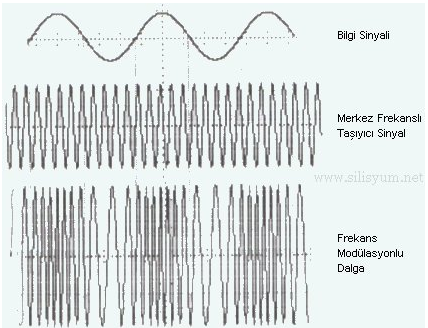 Bilgi Sinyali
Merkez Frekanslı
Taşıyıcı Sinyal
www.silisyum.net
Frekans
Modülasyonlu
Dalga